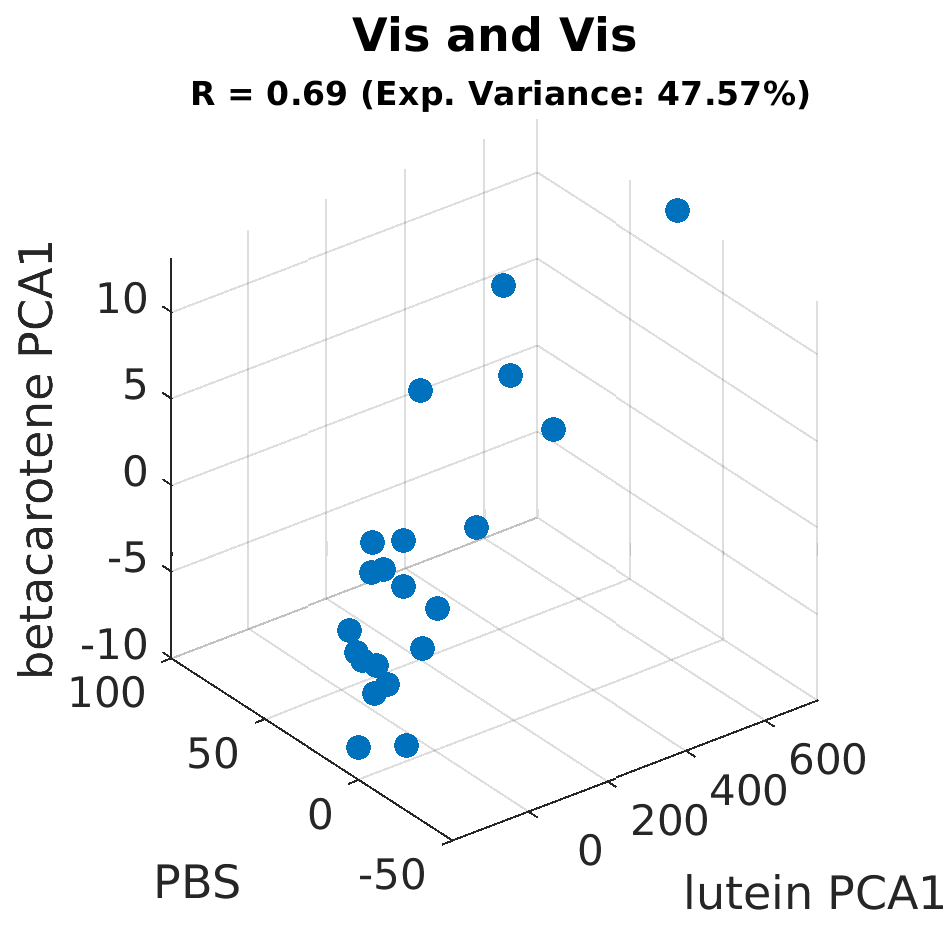 Vis and Vis
R = 0.69 (Exp. Variance: 47.57%)
betacarotene PCA1
10
5
0
-5
-10
100
50
0
-50
PBS
0
200
400
600
lutein PCA1